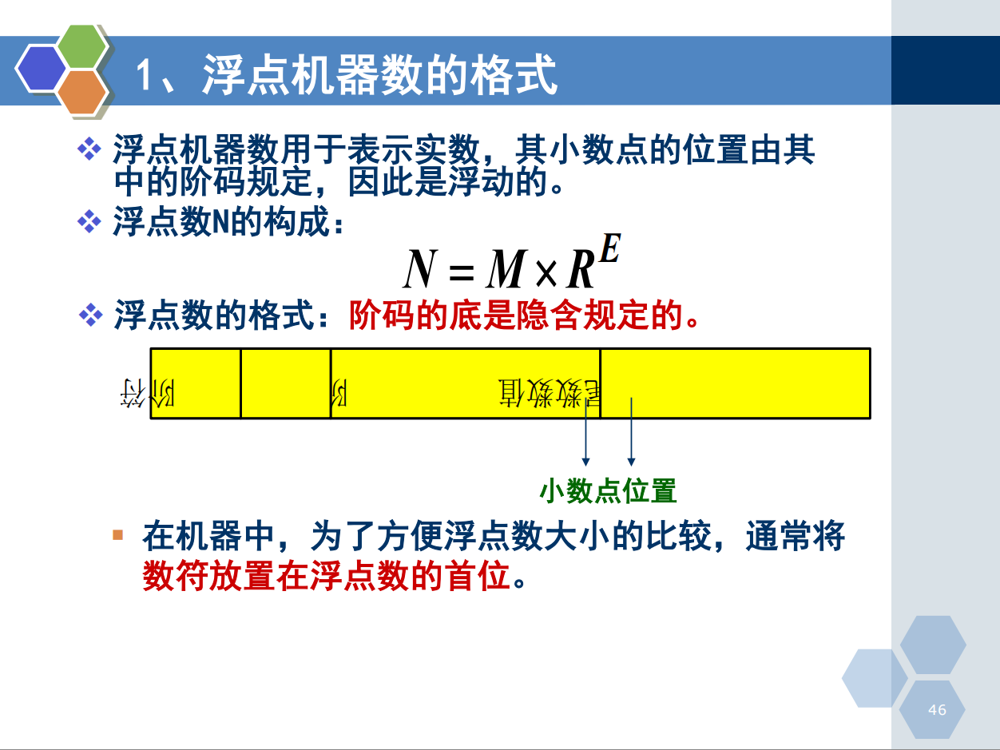 1、浮点机器数的格式
浮点机器数用于表示实数，其小数点的位置由其
中的阶码规定，因此是浮动的。
浮点数N的构成：
N = M × R^E
浮点数的格式：阶码的底是隐含规定的。
阶符
阶
尾数数值
小数点位置
在机器中，为了方便浮点数大小的比较，通常将
数符放置在浮点数的首位。
46